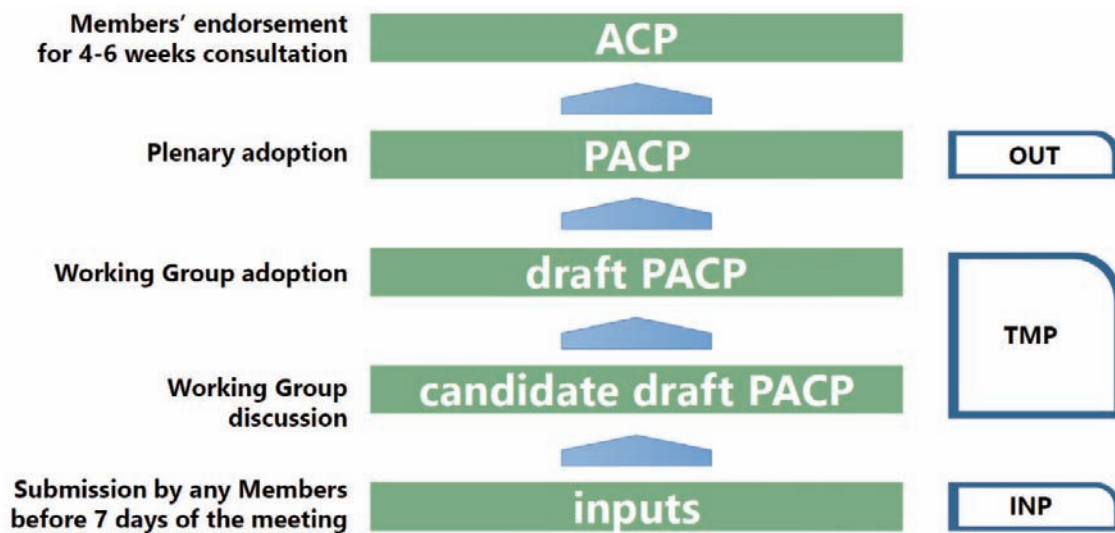 Members' endorsement
for 4-6 weeks consultation
ACP
Plenary adoption
PACP
OUT
Working Group adoption
draft PACP
TMP
Working Group
discussion
candidate draft PACP
Submission by any Members
before 7 days of the meeting
inputs
INP